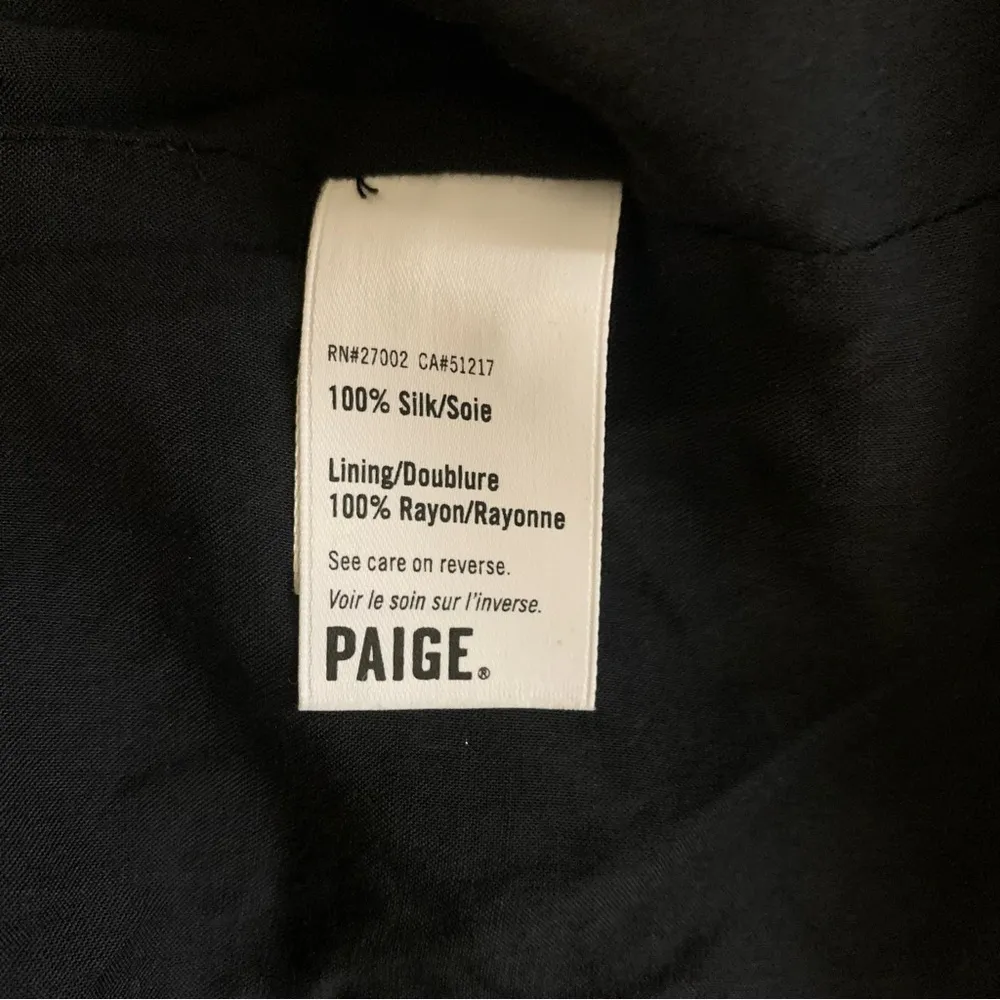 RN#27002 CA#51217
100% Silk/Soie
Lining/Doublure
100% Rayon/Rayonne
See care on reverse.
Voir le soin sur l'inverse.
PAIGE®